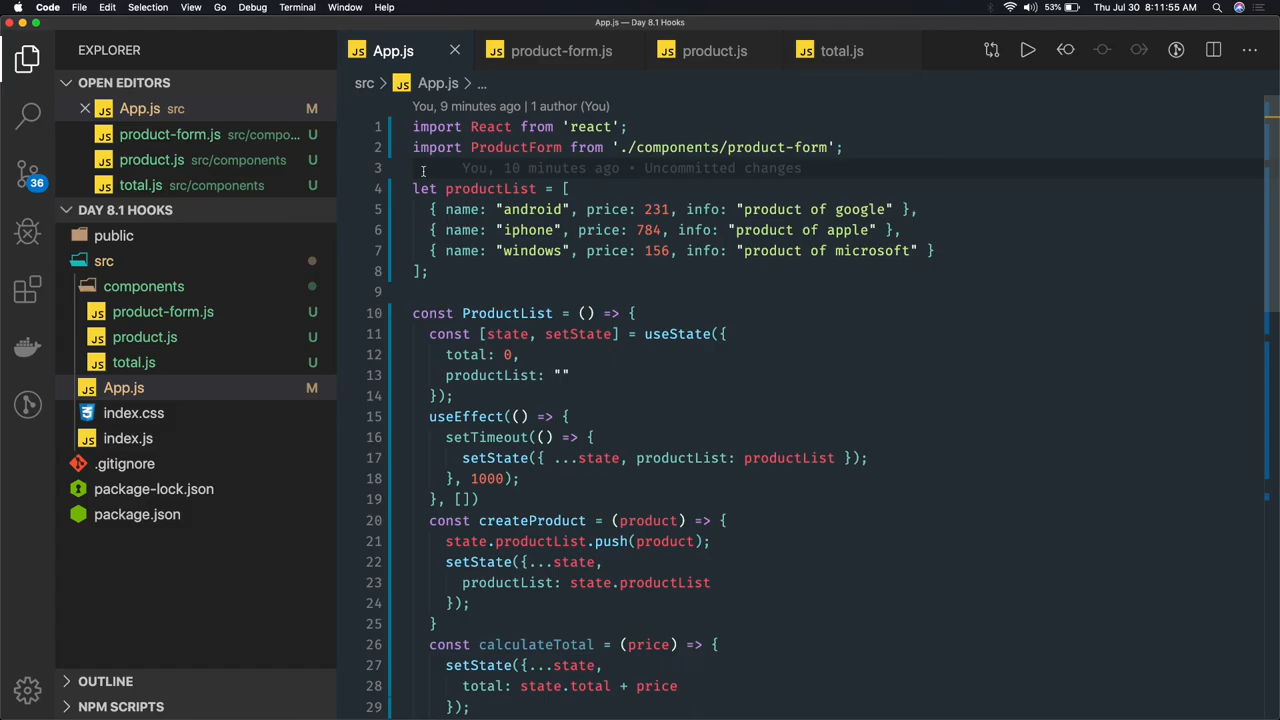 Code File Edit Selection View Go Debug Terminal Window Help 53% Thu Jul 30 8:11:55 AM
App.js — Day 8.1 Hooks
EXPLORER
OPEN EDITORS
App.js src M
product-form.js src/compo... U
product.js src/components U
total.js src/components U
DAY 8.1 HOOKS
public
src
components
product-form.js U
product.js U
total.js U
App.js M
index.css
index.js
.gitignore
package-lock.json
package.json
OUTLINE
NPM SCRIPTS
36
App.js product-form.js product.js total.js
src > App.js > ...
You, 9 minutes ago | 1 author (You)
1 import React from 'react';
2 import ProductForm from './components/product-form';
3 You, 10 minutes ago • Uncommitted changes
4 let productList = [
5 { name: "android", price: 231, info: "product of google" },
6 { name: "iphone", price: 784, info: "product of apple" },
7 { name: "windows", price: 156, info: "product of microsoft" }
8 ];
9
10 const ProductList = () => {
11 const [state, setState] = useState({
12 total: 0,
13 productList: ""
14 });
15 useEffect(() => {
16 setTimeout(() => {
17 setState({ ...state, productList: productList });
18 }, 1000);
19 }, [])
20 const createProduct = (product) => {
21 state.productList.push(product);
22 setState({...state,
23 productList: state.productList
24 });
25 }
26 const calculateTotal = (price) => {
27 setState({...state,
28 total: state.total + price
29 });